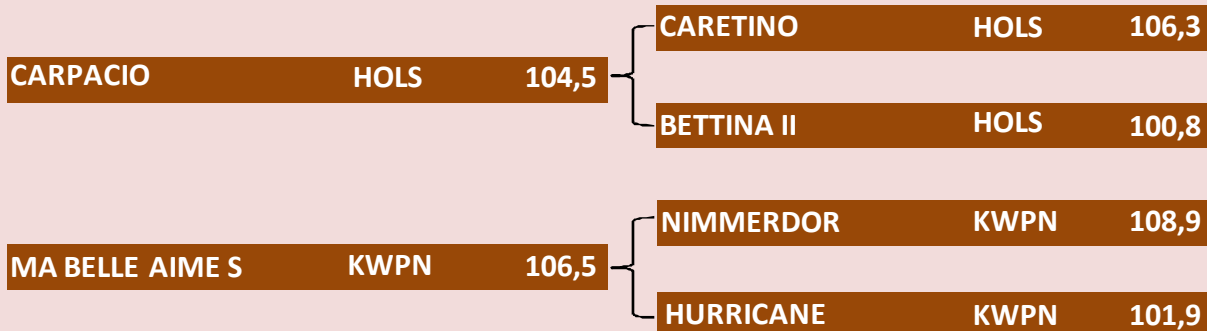 CARETINO HOLS 106,3
CARPACIO HOLS 104,5
BETTINA II HOLS 100,8
NIMMERDOR KWPN 108,9
MA BELLE AIME S KWPN 106,5
HURRICANE KWPN 101,9